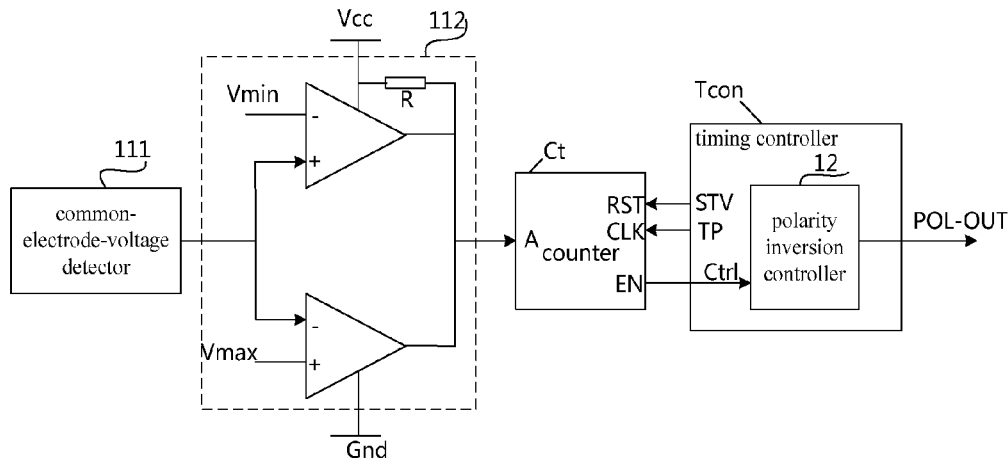 Vcc
112
Vmin
-
+
R
111
common-
electrode-voltage
detector
-
Vmax
+
Gnd
Ct
RST
CLK
A
counter
EN
Tcon
timing controller
STV
TP
Ctrl
12
polarity
inversion
controller
POL-OUT